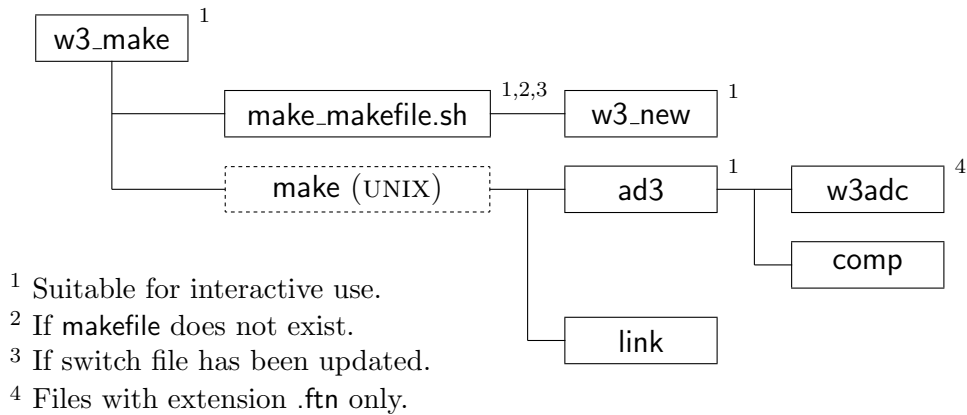 w3_make 1
make_makefile.sh 1,2,3 w3_new 1
make (UNIX) ad3 1 w3adc 4
comp
link
1 Suitable for interactive use.
2 If makefile does not exist.
3 If switch file has been updated.
4 Files with extension .ftn only.